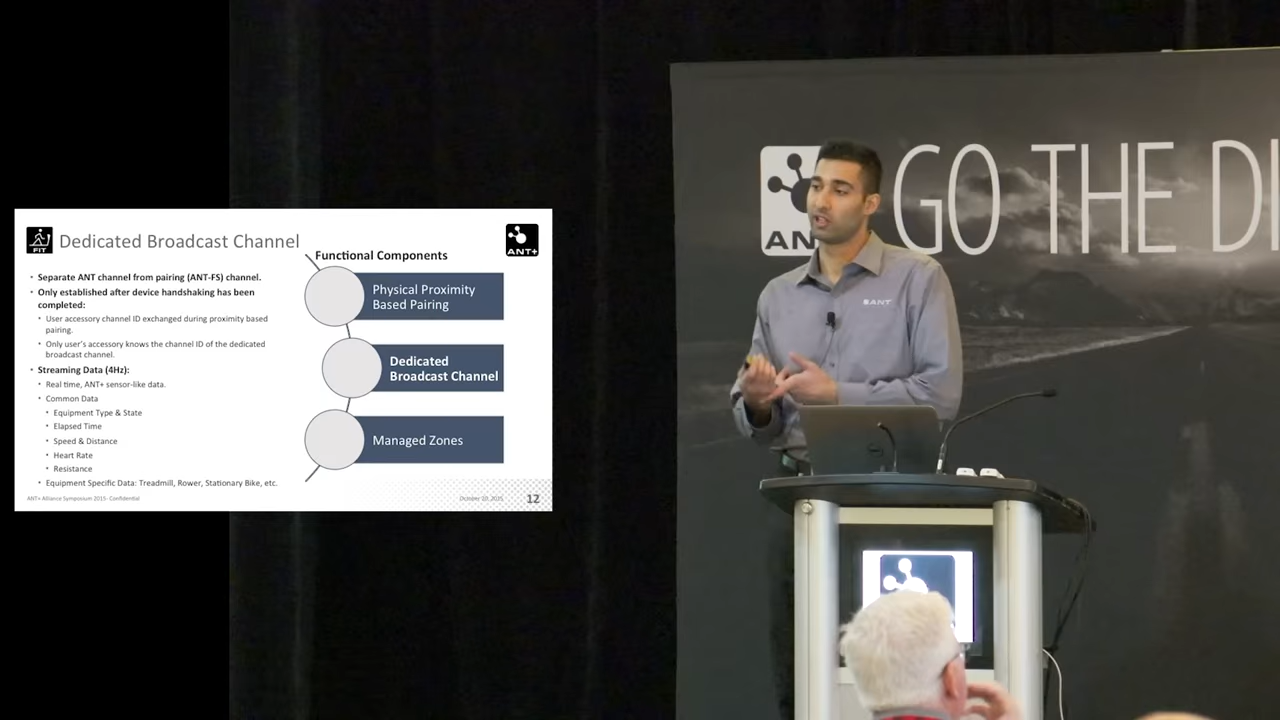 FIT
Dedicated Broadcast Channel
ANT+
Functional Components
• Separate ANT channel from pairing (ANT-FS) channel.
• Only established after device handshaking has been
completed:
• User accessory channel ID exchanged during proximity based
pairing.
• Only user's accessory knows the channel ID of the dedicated
broadcast channel.
• Streaming Data (4Hz):
• Real time, ANT+ sensor-like data.
• Common Data
• Equipment Type & State
• Elapsed Time
• Speed & Distance
• Heart Rate
• Resistance
• Equipment Specific Data: Treadmill, Rower, Stationary Bike, etc.
Physical Proximity
Based Pairing
Dedicated
Broadcast Channel
Managed Zones
ANT+ Alliance Symposium 2015- Confidential
October 20, 2015
12
AN
GO THE DI
ANT